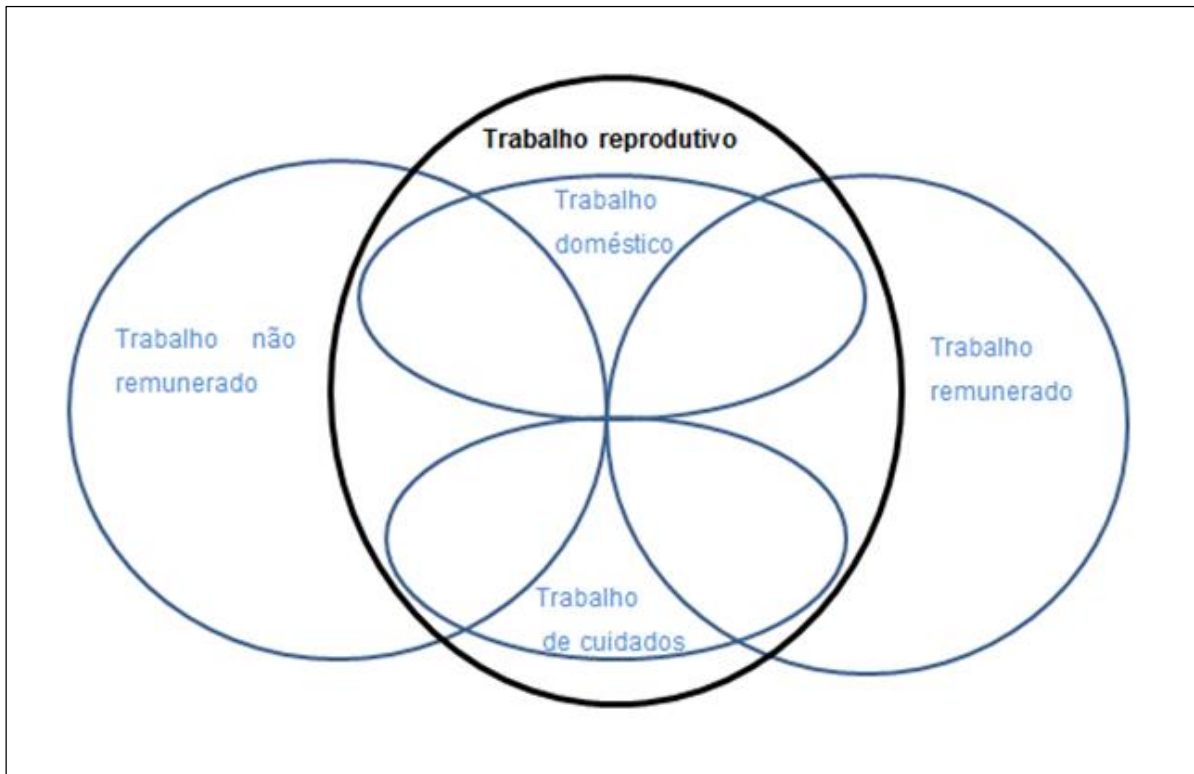 Trabalho reprodutivo
Trabalho
doméstico
Trabalho não
remunerado
Trabalho
remunerado
Trabalho
de cuidados